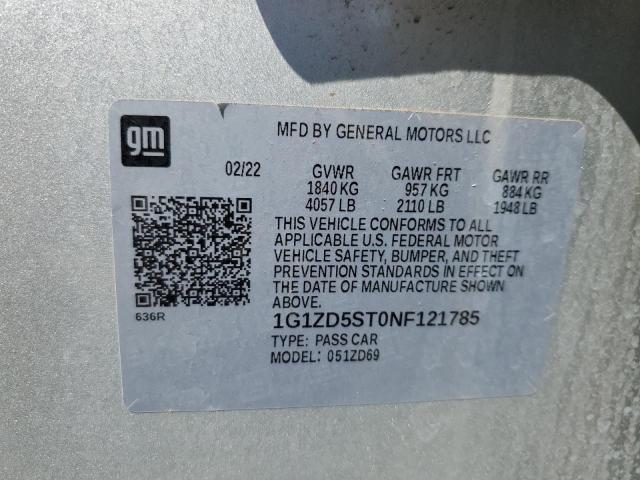 gm
MFD BY GENERAL MOTORS LLC
02/22 GVWR GAWR FRT GAWR RR
1840 KG 957 KG 884 KG
4057 LB 2110 LB 1948 LB
THIS VEHICLE CONFORMS TO ALL
APPLICABLE U.S. FEDERAL MOTOR
VEHICLE SAFETY, BUMPER, AND THEFT
PREVENTION STANDARDS IN EFFECT ON
THE DATE OF MANUFACTURE SHOWN
ABOVE.
636R
1G1ZD5ST0NF121785
TYPE: PASS CAR
MODEL: 051ZD69